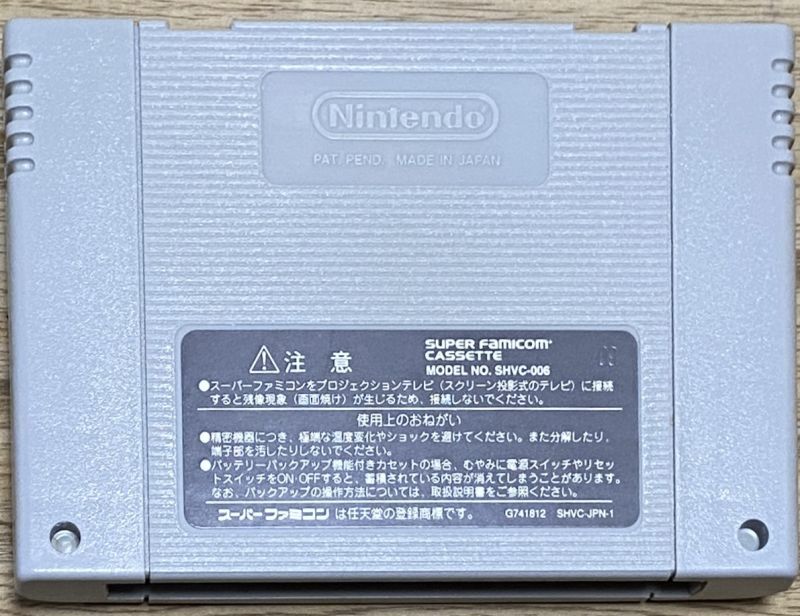 Nintendo
PAT. PEND. MADE IN JAPAN
注意
SUPER FAMICOM
CASSETTE
MODEL NO. SHVC-006
●スーパーファミコンをプロジェクションテレビ（スクリーン投影式のテレビ）に接続
すると残像現象（画面焼け）が生じるため、接続しないでください。
使用上のおねがい
●精密機器につき、極端な温度変化やショックを避けてください。また分解したり、
端子部を汚したりしないでください。
●バッテリーバックアップ機能付きカセットの場合、むやみに電源スイッチやリセッ
トスイッチをON・OFFすると、蓄積されている内容が消えてしまうことがあります。
なお、バックアップの操作方法については、取扱説明書をご参照ください。
スーパーファミコンは任天堂の登録商標です。 G741812 SHVC-JPN-1